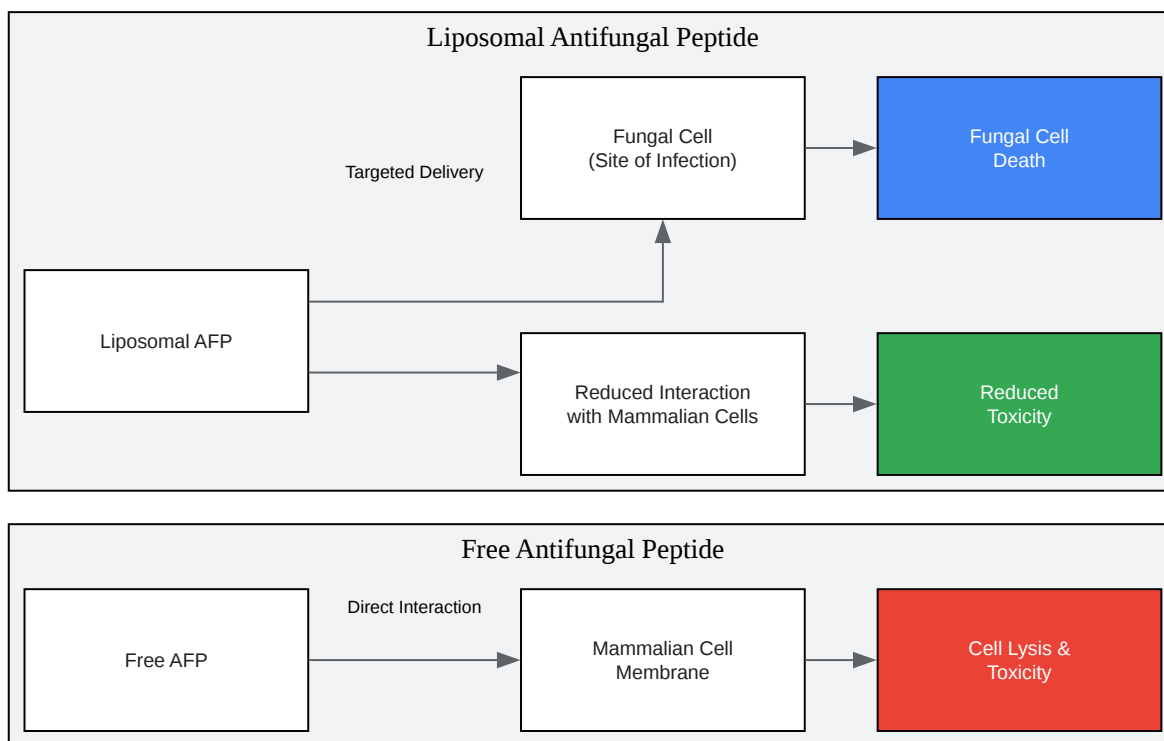 Liposomal Antifungal Peptide
Fungal Cell
(Site of Infection)
Fungal Cell
Death
Targeted Delivery
Liposomal AFP
Reduced Interaction
with Mammalian Cells
Reduced
Toxicity
Free Antifungal Peptide
Free AFP
Direct Interaction
Mammalian Cell
Membrane
Cell Lysis &
Toxicity